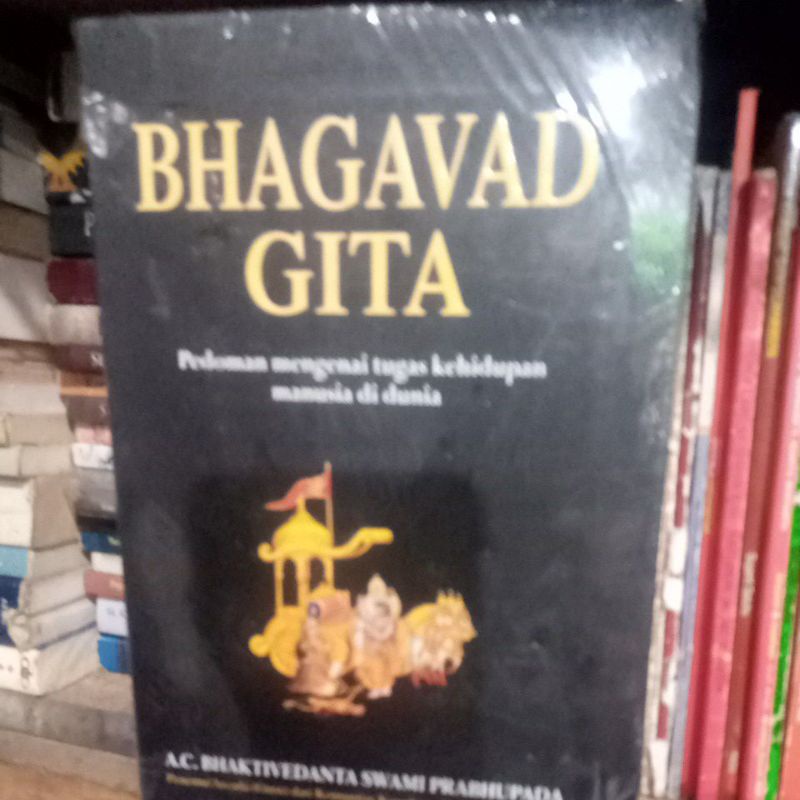 BHAGAVAD
GITA
Pedoman mengenai tugas kehidupan
manusia di dunia
A.C. BHAKTIVEDANTA SWAMI PRABHUPADA